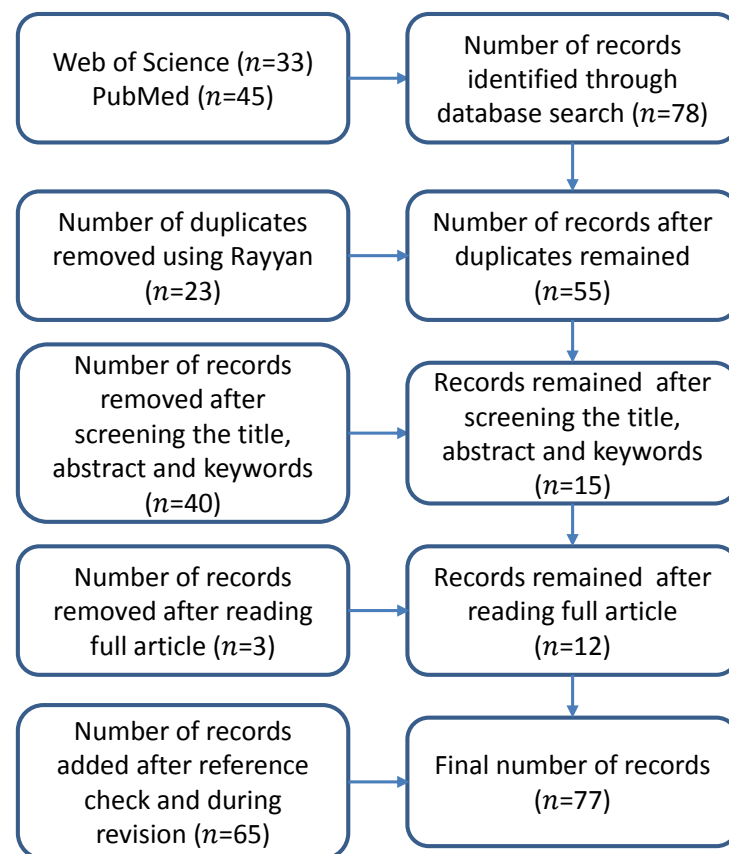 Web of Science (n=33)
PubMed (n=45)
Number of records
identified through
database search (n=78)
Number of duplicates
removed using Rayyan
(n=23)
Number of records after
duplicates remained
(n=55)
Number of records
removed after
screening the title,
abstract and keywords
(n=40)
Records remained after
screening the title,
abstract and keywords
(n=15)
Number of records
removed after reading
full article (n=3)
Records remained after
reading full article
(n=12)
Number of records
added after reference
check and during
revision (n=65)
Final number of records
(n=77)